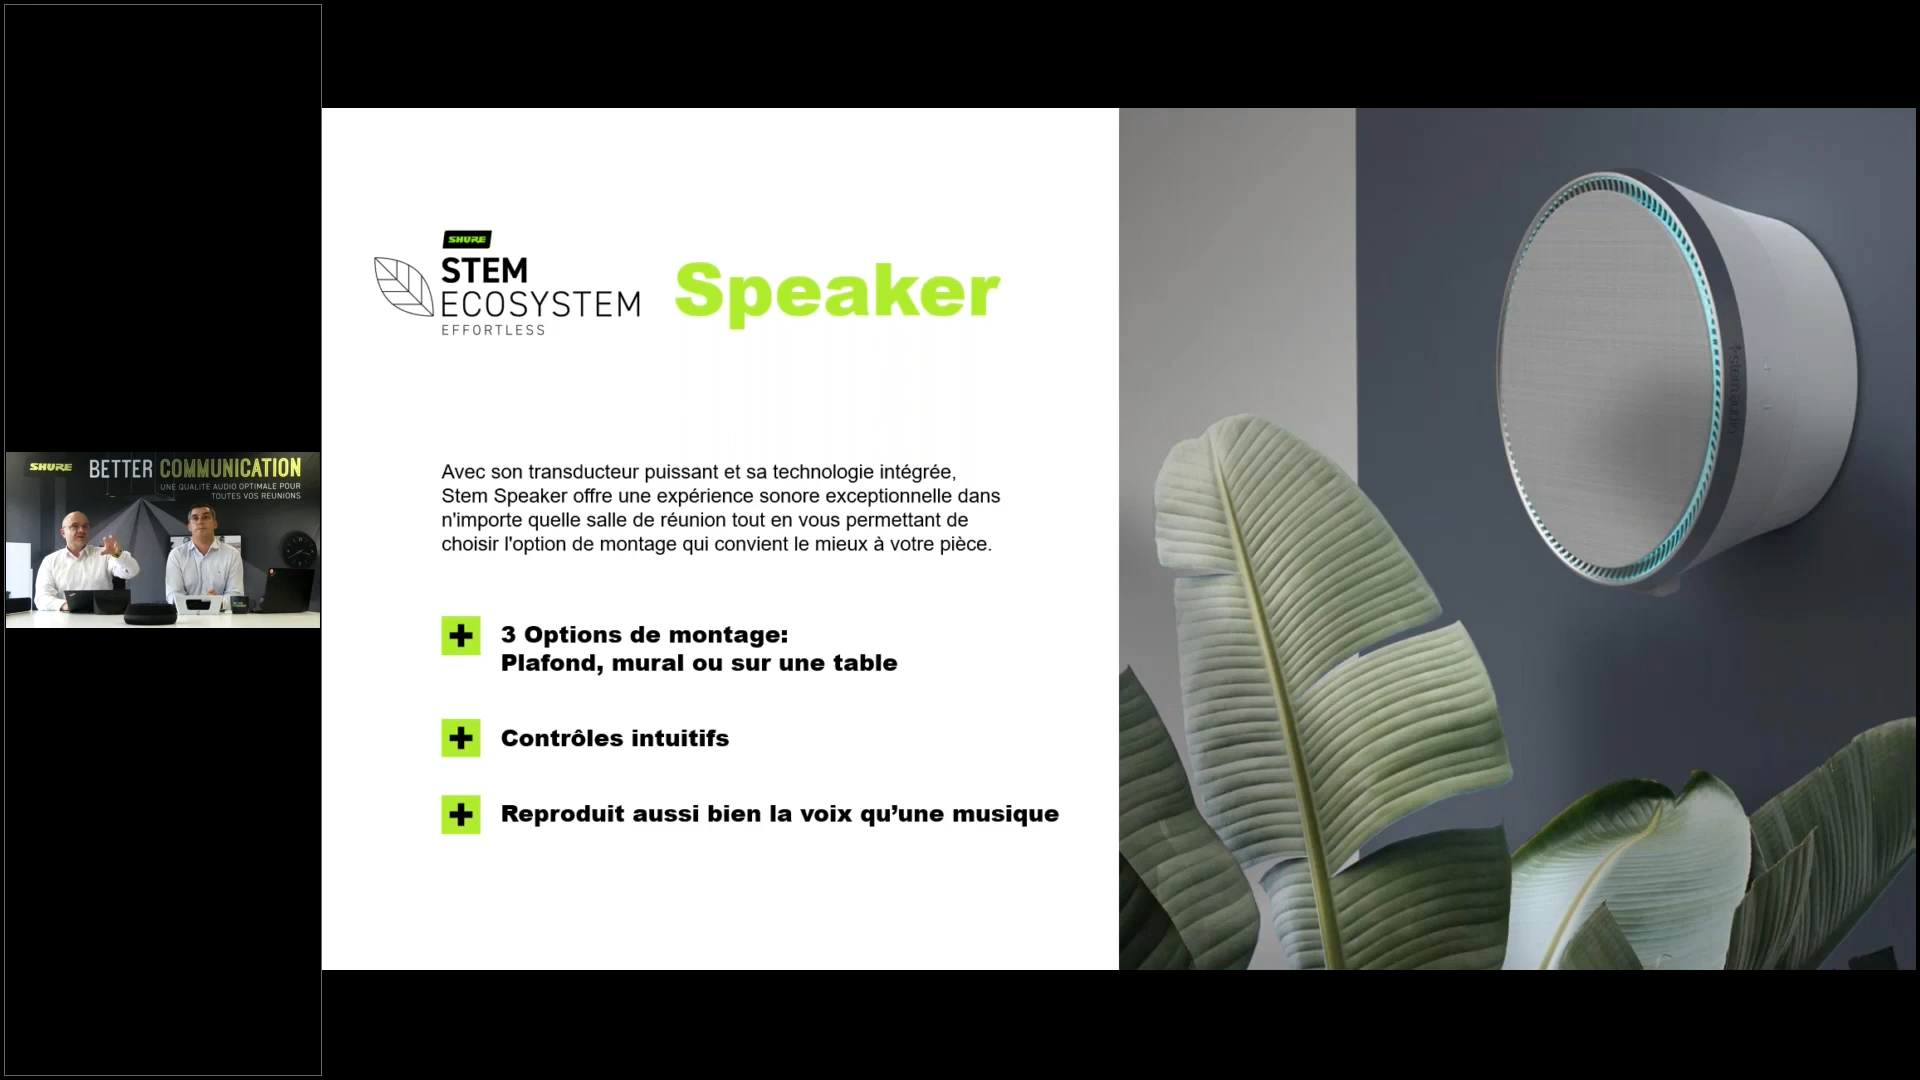 SHURE
BETTER COMMUNICATION
UNE QUALITE AUDIO OPTIMALE POUR
TOUTES VOS REUNIONS
SHURE
STEM
ECOSYSTEM
EFFORTLESS
Speaker
Avec son transducteur puissant et sa technologie intégrée,
Stem Speaker offre une expérience sonore exceptionnelle dans
n'importe quelle salle de réunion tout en vous permettant de
choisir l'option de montage qui convient le mieux à votre pièce.
3 Options de montage:
Plafond, mural ou sur une table
Contrôles intuitifs
Reproduit aussi bien la voix qu’une musique